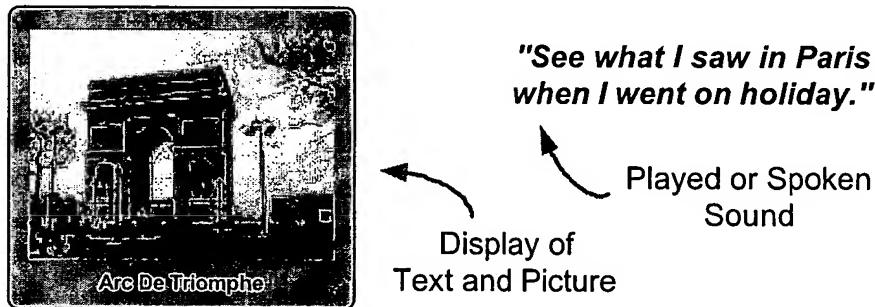 "See what I saw in Paris
when I went on holiday."
Played or Spoken
Sound
Display of
Text and Picture
Arc De Triomphe